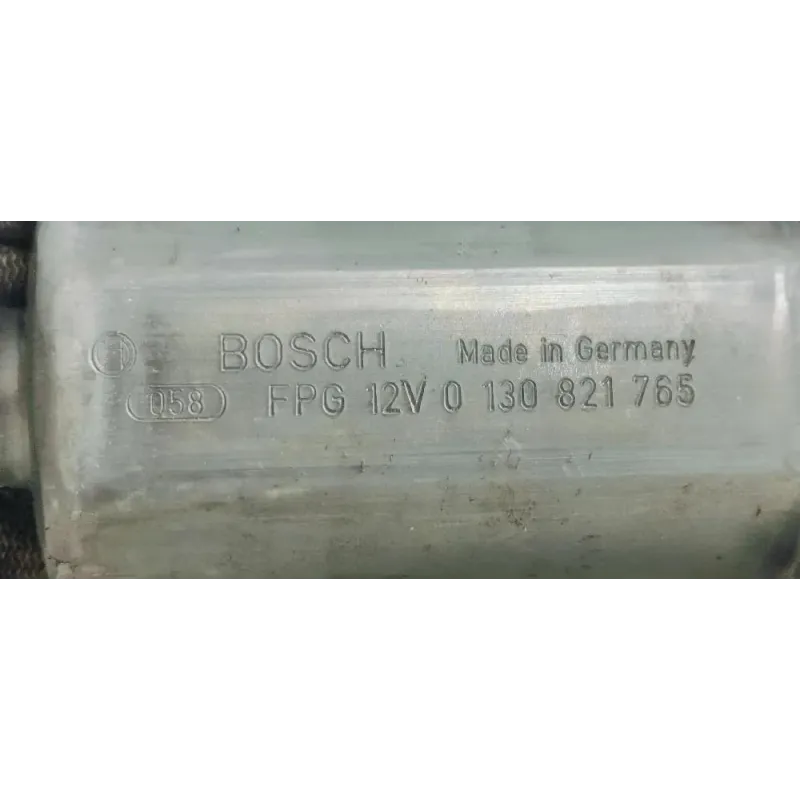 BOSCH Made in Germany
058 FPG 12V 0 130 821 765